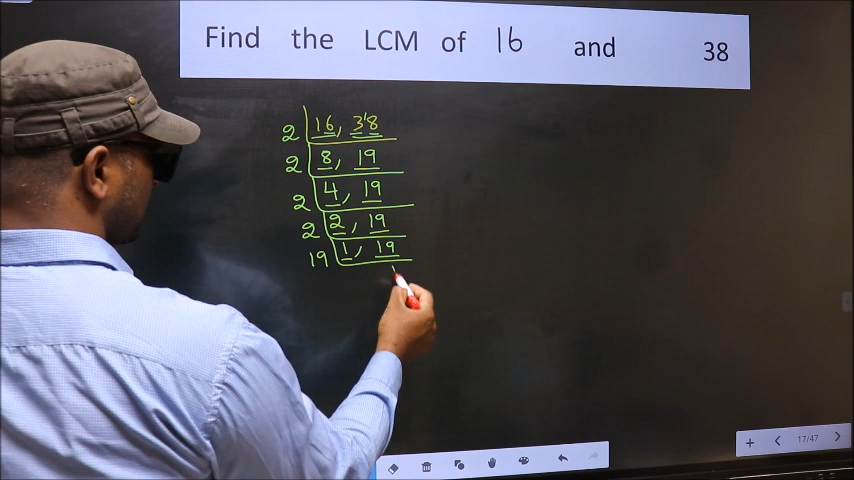 Find the LCM of 16 and 38
2 16, 38
2 8, 19
2 4, 19
2 2, 19
19 1, 19
17/47